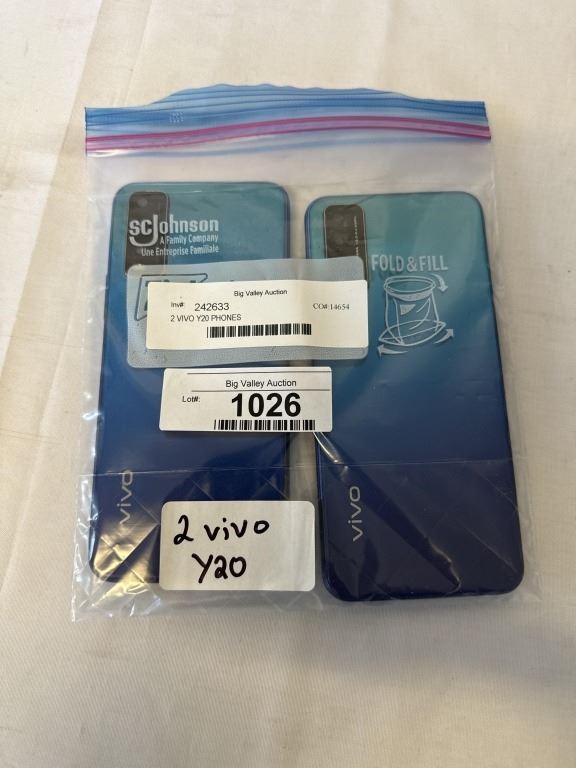 scJohnson
A Family Company
Une Entreprise Familiale
FOLD & FILL
Big Valley Auction
Inv#: 242633 CO#:14654
2 VIVO Y20 PHONES
Big Valley Auction
Lot#: 1026
vivo
vivo
2 vivo
Y20